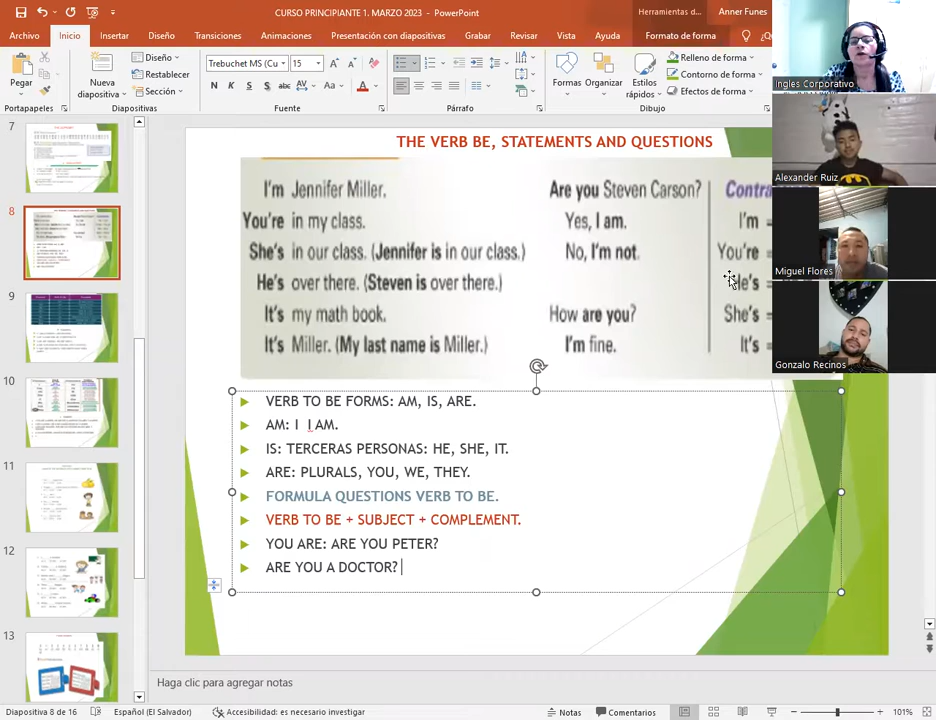 CURSO PRINCIPIANTE 1. MARZO 2023 - PowerPoint
Herramientas d...
Anner Funes
Archivo Inicio Insertar Diseño Transiciones Animaciones Presentación con diapositivas Grabar Revisar Vista Ayuda Formato de forma
Pegar
Nueva diapositiva
Diseño
Restablecer
Sección
Trebuchet MS (Cu 15
N K S abc AV Aa A
Formas Organizar Estilos rápidos
Relleno de forma
Contorno de forma
Efectos de forma
Portapapeles Diapositivas Fuente Párrafo Dibujo
Ingles Corporativo
Alexander Ruiz
Miguel Flores
Gonzalo Recinos
7
8
9
10
11
12
13
THE VERB BE, STATEMENTS AND QUESTIONS
I'm Jennifer Miller.
You're in my class.
She's in our class. (Jennifer is in our class.)
He's over there. (Steven is over there.)
It's my math book.
It's Miller. (My last name is Miller.)
Are you Steven Carson?
Yes, I am.
No, I'm not.
How are you?
I'm fine.
I'm =
You're =
He's =
She's =
It's =
VERB TO BE FORMS: AM, IS, ARE.
AM: I I AM.
IS: TERCERAS PERSONAS: HE, SHE, IT.
ARE: PLURALS, YOU, WE, THEY.
FORMULA QUESTIONS VERB TO BE.
VERB TO BE + SUBJECT + COMPLEMENT.
YOU ARE: ARE YOU PETER?
ARE YOU A DOCTOR?
Haga clic para agregar notas
Diapositiva 8 de 16 Español (El Salvador) Accesibilidad: es necesario investigar Notas Comentarios 101%